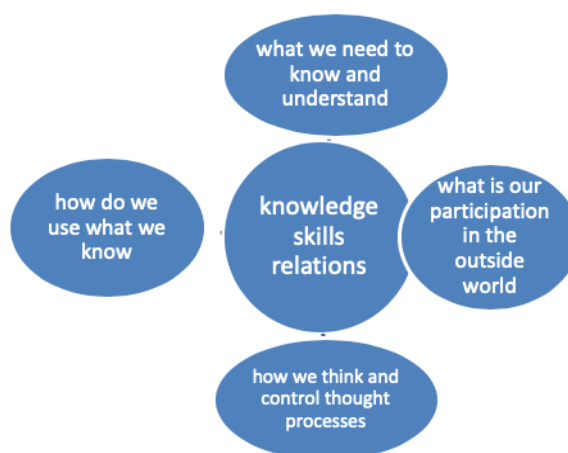 what we need to
know and
understand
how do we
use what we
know
knowledge
skills
relations
what is our
participation
in the
outside
world
how we think and
control thought
processes